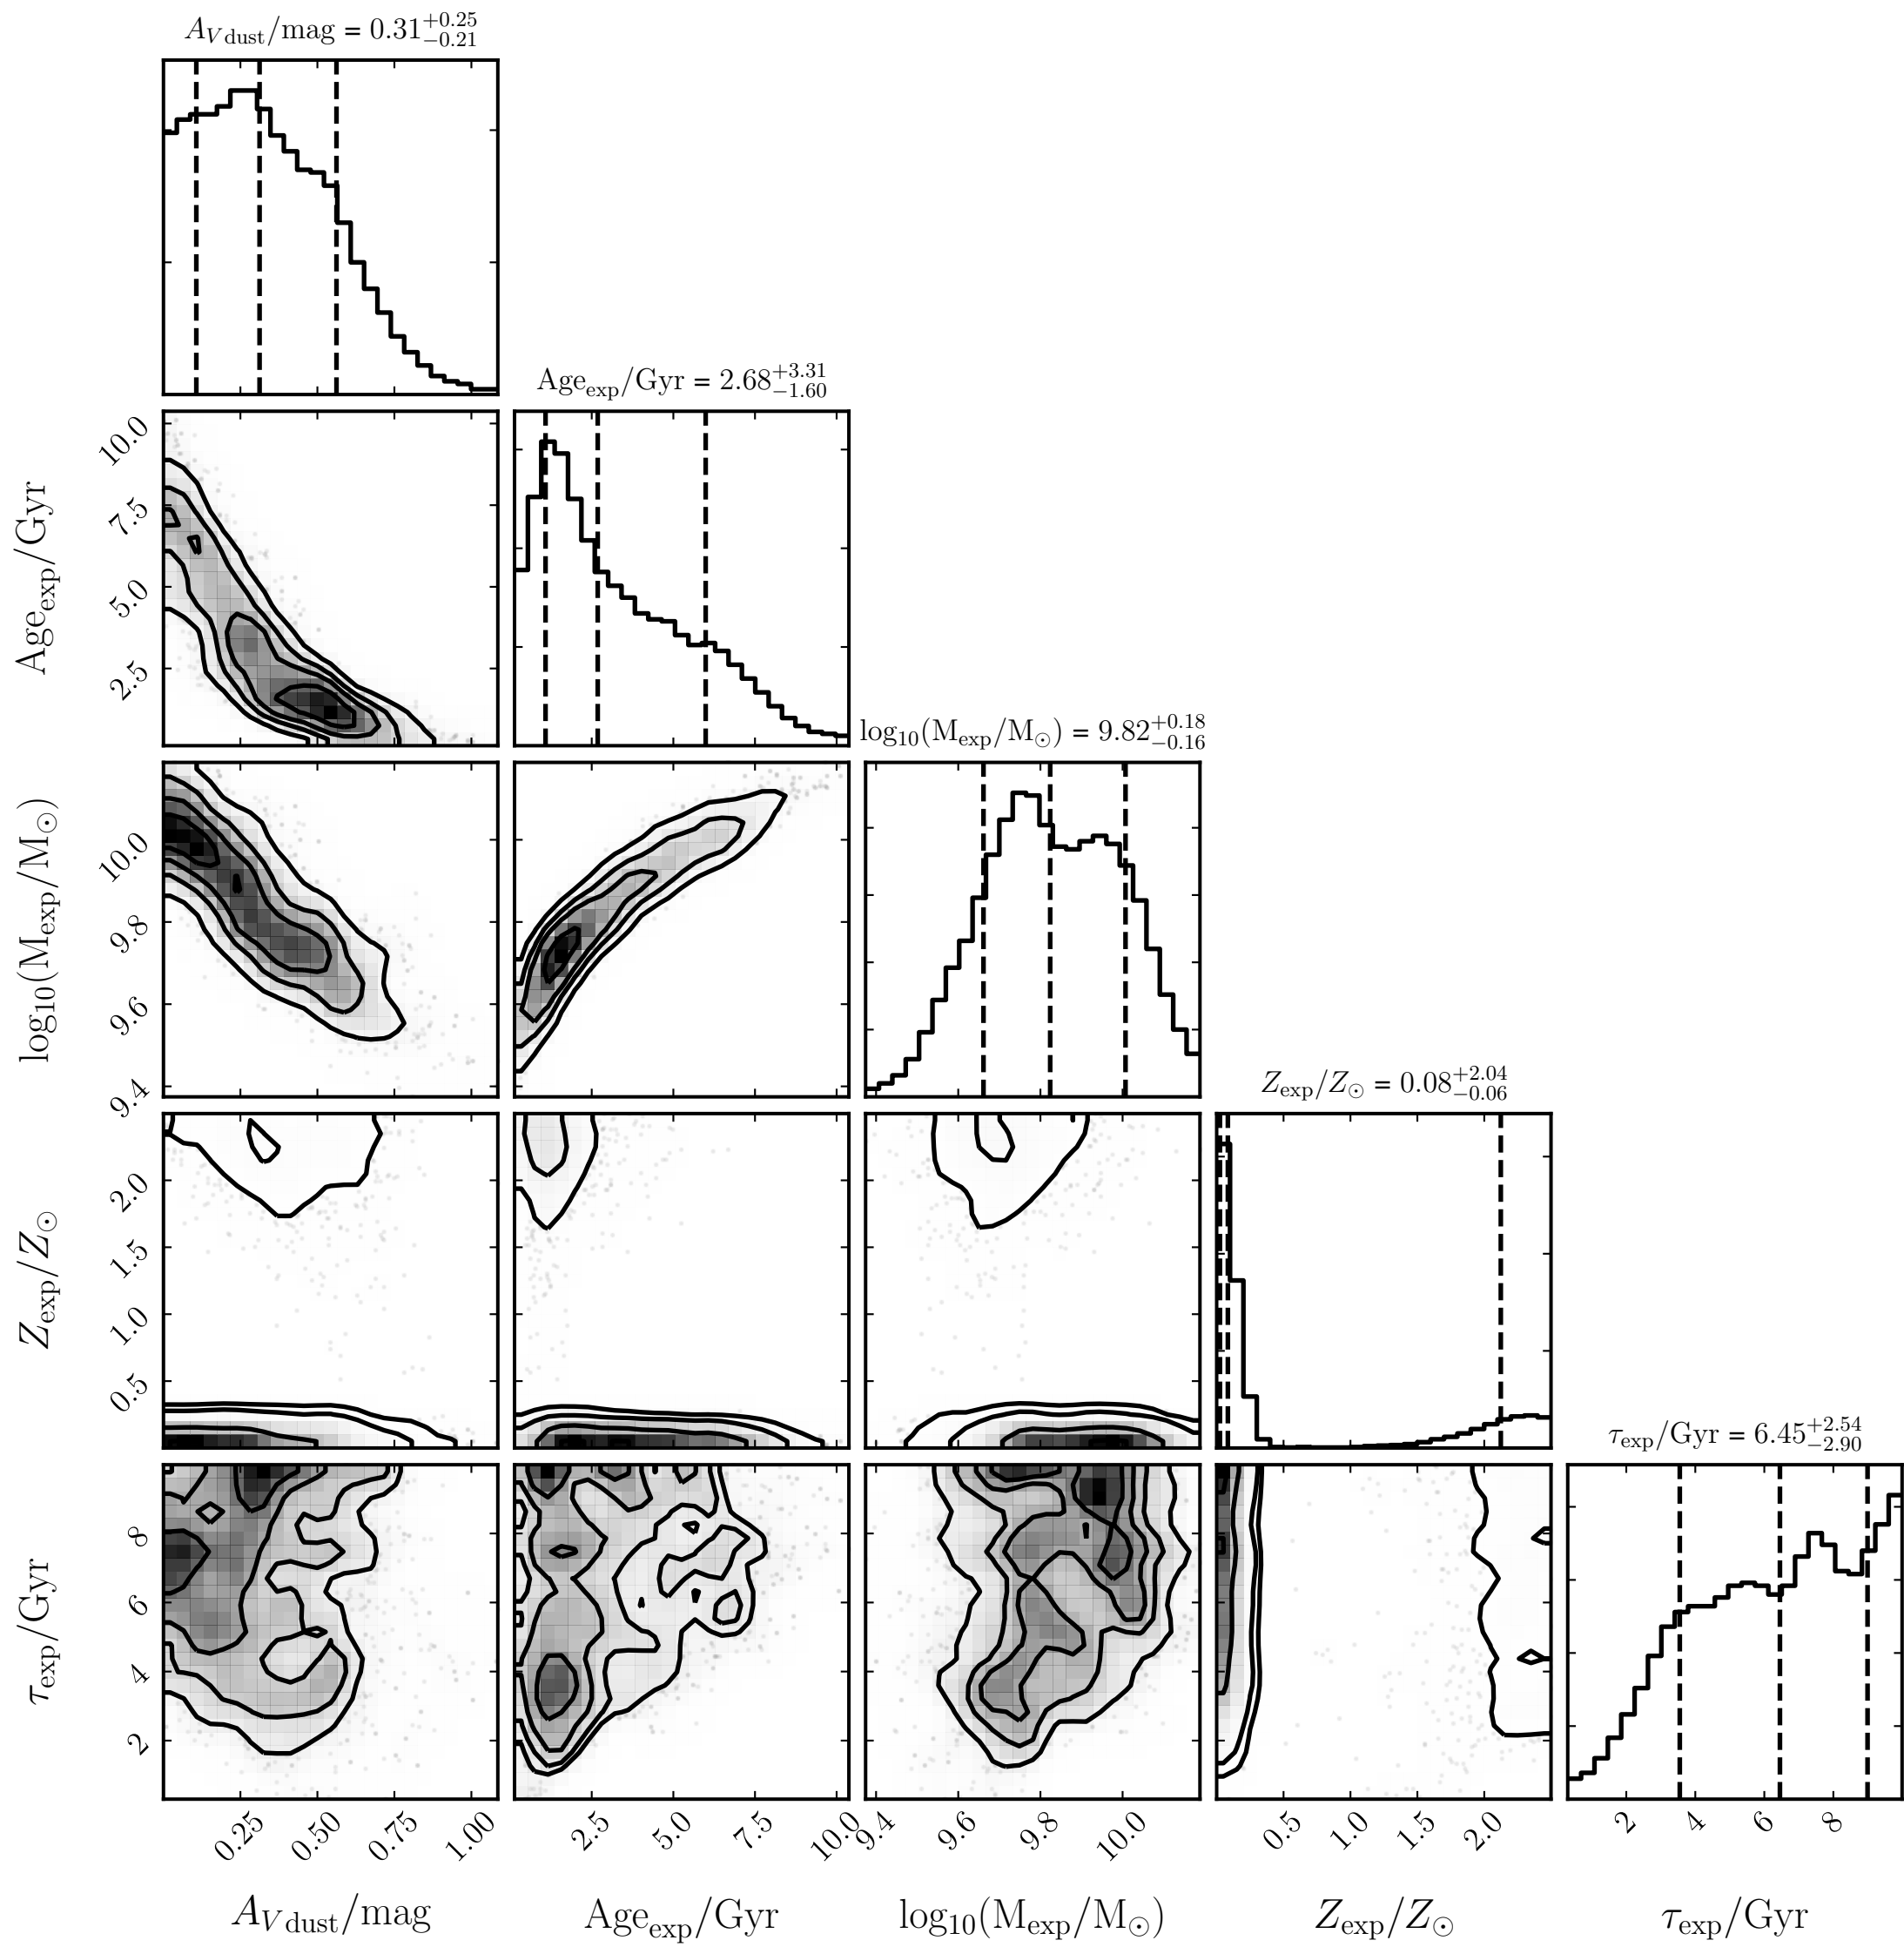 A_V dust/mag = 0.31^{+0.25}_{−0.21}
Age_exp/Gyr = 2.68^{+3.31}_{−1.60}
10.0
7.5
5.0
2.5
Age_exp/Gyr
log₁₀(M_exp/M_⊙) = 9.82^{+0.18}_{−0.16}
10.0
9.8
9.6
9.4
log₁₀(M_exp/M_⊙)
Z_exp/Z_⊙ = 0.08^{+2.04}_{−0.06}
2.0
1.5
1.0
0.5
Z_exp/Z_⊙
τ_exp/Gyr = 6.45^{+2.54}_{−2.90}
8
6
4
2
τ_exp/Gyr
0.25 0.50 0.75 1.00
2.5 5.0 7.5 10.0
9.4 9.6 9.8 10.0
0.5 1.0 1.5 2.0
2 4 6 8
A_V dust/mag
Age_exp/Gyr
log₁₀(M_exp/M_⊙)
Z_exp/Z_⊙
τ_exp/Gyr